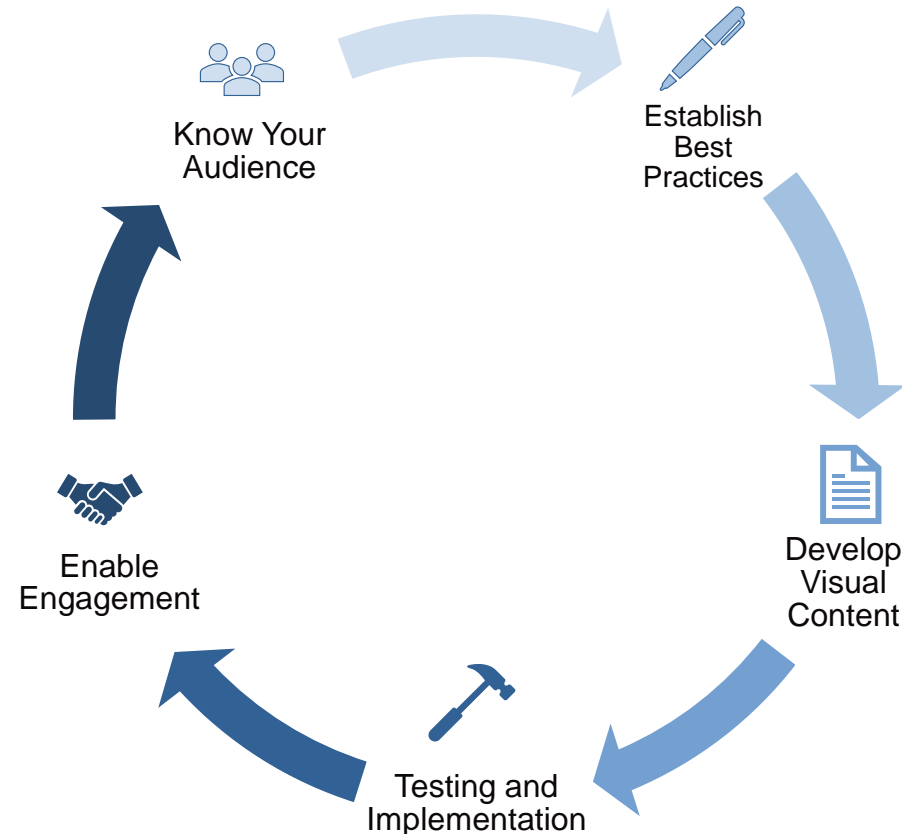 Know Your
Audience
Establish
Best
Practices
Develop
Visual
Content
Testing and
Implementation
Enable
Engagement